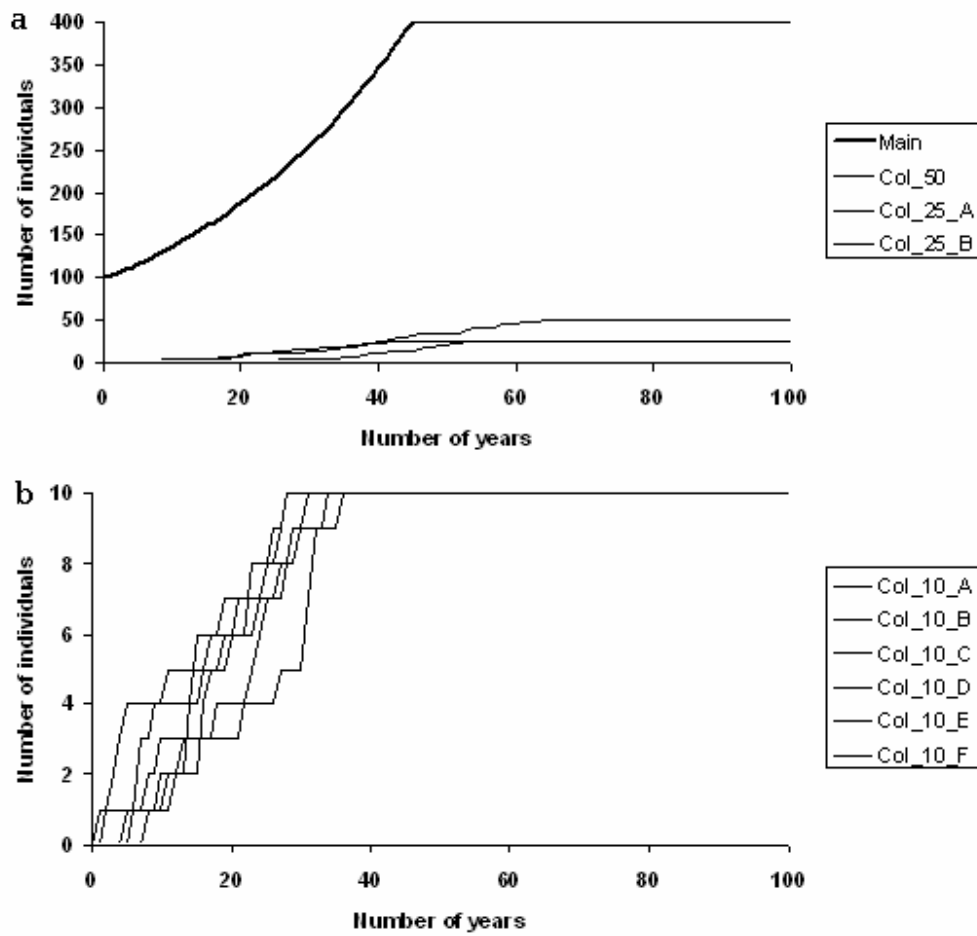 a
400
350
300
250
200
150
100
50
0
Number of individuals
0 20 40 60 80 100
Number of years
Main
Col_50
Col_25_A
Col_25_B
b
10
8
6
4
2
0
Number of individuals
0 20 40 60 80 100
Number of years
Col_10_A
Col_10_B
Col_10_C
Col_10_D
Col_10_E
Col_10_F